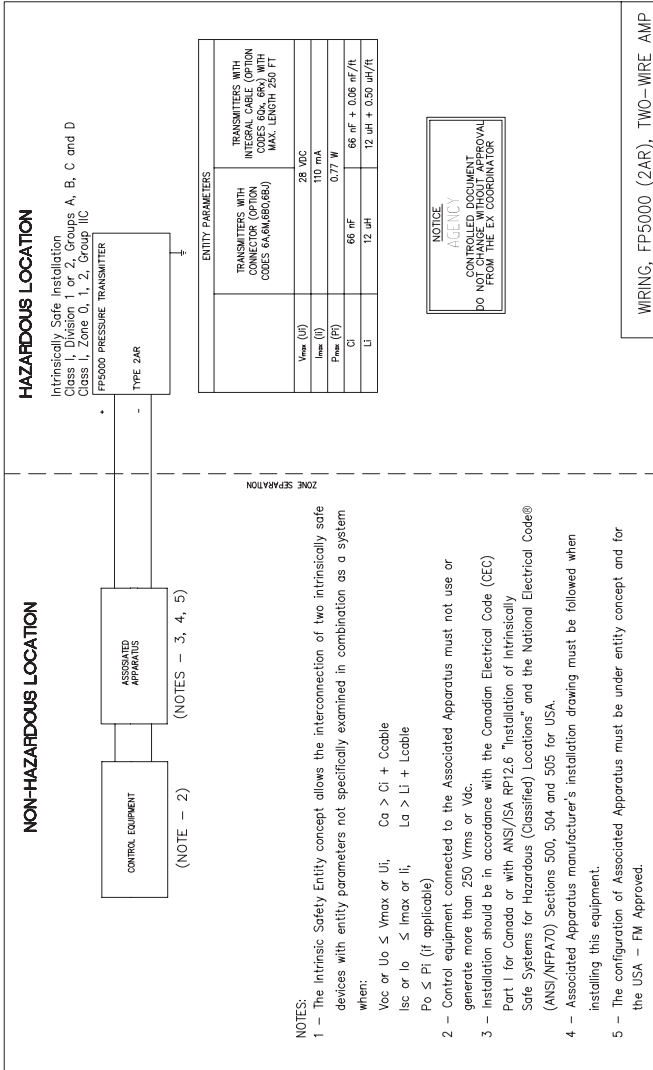 NON-HAZARDOUS LOCATION
CONTROL EQUIPMENT
(NOTE - 2)
ASSOSIATED
APPARATUS
(NOTES - 3, 4, 5)
ZONE SEPARATION
HAZARDOUS LOCATION
Intrinsically Safe Installation
Class I, Division 1 or 2, Groups A, B, C and D
Class I, Zone 0, 1, 2, Group IIC
FP5000 PRESSURE TRANSMITTER
TYPE 2AR
+
-
NOTES:
1 - The Intrinsic Safety Entity concept allows the interconnection of two intrinsically safe
devices with entity parameters not specifically examined in combination as a system
when:
Voc or Uo ≤ Vmax or Ui, Ca > Ci + Ccable
Isc or Io ≤ Imax or Ii, La > Li + Lcable
Po ≤ Pi (if applicable)
2 - Control equipment connected to the Associated Apparatus must not use or
generate more than 250 Vrms or Vdc.
3 - Installation should be in accordance with the Canadian Electrical Code (CEC)
Part I for Canada or with ANSI/ISA RP12.6 "Installation of Intrinsically
Safe Systems for Hazardous (Classified) Locations" and the National Electrical Code®
(ANSI/NFPA70) Sections 500, 504 and 505 for USA.
4 - Associated Apparatus manufacturer's installation drawing must be followed when
installing this equipment.
5 - The configuration of Associated Apparatus must be under entity concept and for
the USA - FM Approved.
ENTITY PARAMETERS
TRANSMITTERS WITH
CONNECTOR (OPTION
CODES 6A,6M,6BO,6BJ)
TRANSMITTERS WITH
INTEGRAL CABLE (OPTION
CODES 6Qx, 6Rx) WITH
MAX. LENGTH 250 FT
Vmax (Ui) 28 VDC
Imax (Ii) 110 mA
Pmax (Pi) 0.77 W
Ci 66 nF 66 nF + 0.06 nF/ft
Li 12 uH 12 uH + 0.50 uH/ft
NOTICE
AGENCY
CONTROLLED DOCUMENT
DO NOT CHANGE WITHOUT APPROVAL
FROM THE EX COORDINATOR
WIRING, FP5000 (2AR), TWO-WIRE AMP